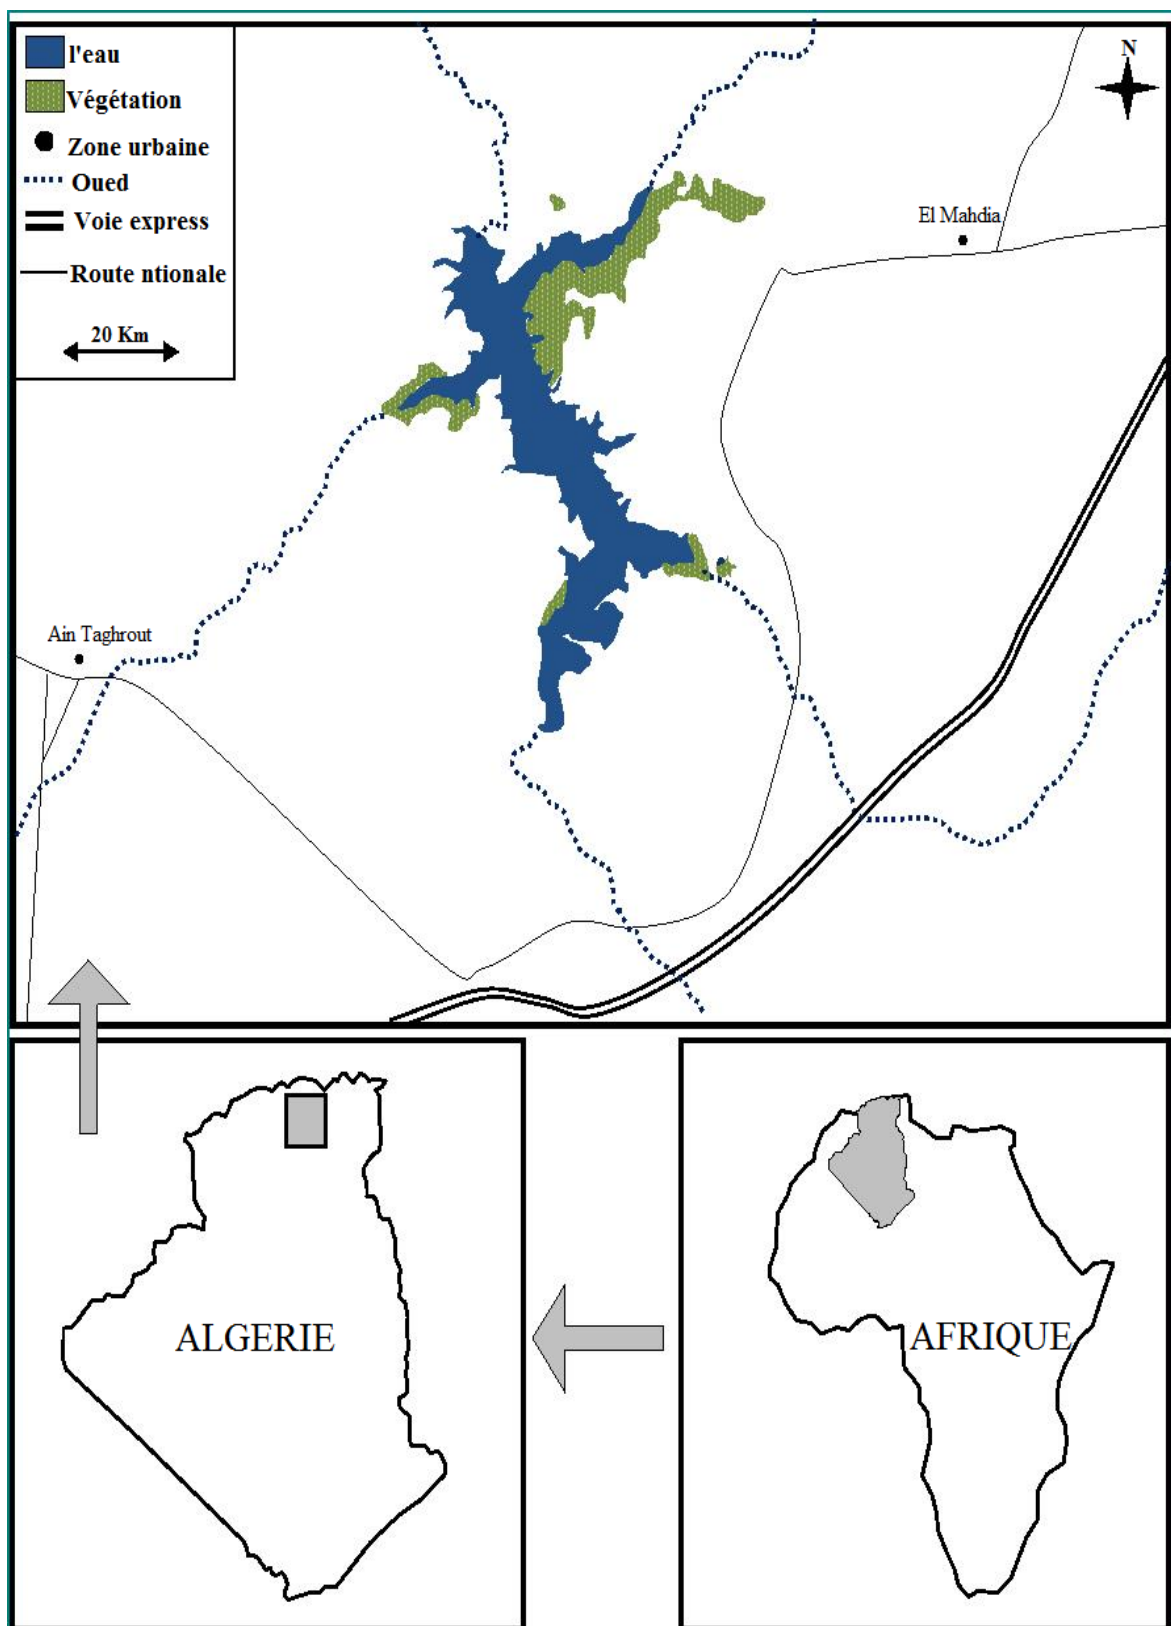 l'eau
Végétation
Zone urbaine
Oued
Voie express
Route ntionale
20 Km
N
El Mahdia
Ain Taghrout
ALGERIE
AFRIQUE